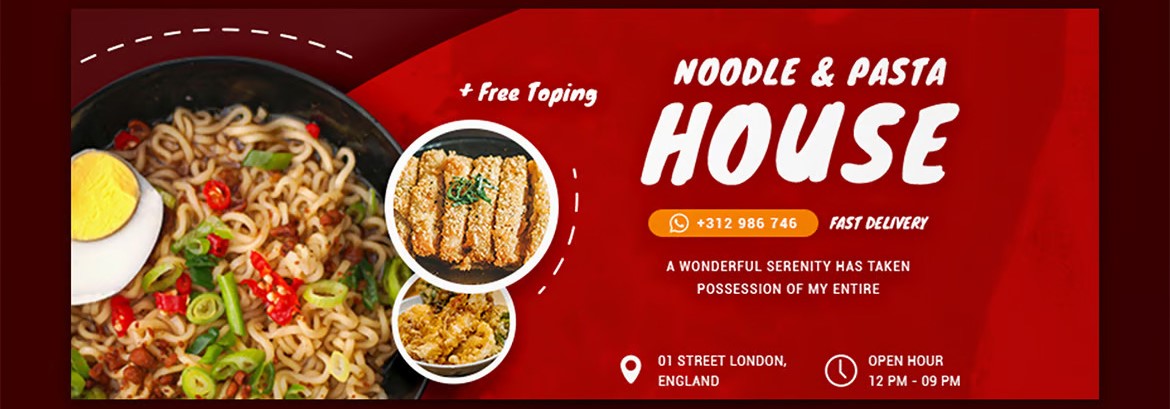 + Free Toping
NOODLE & PASTA
HOUSE
+312 986 746
FAST DELIVERY
A WONDERFUL SERENITY HAS TAKEN
POSSESSION OF MY ENTIRE
01 STREET LONDON,
ENGLAND
OPEN HOUR
12 PM - 09 PM